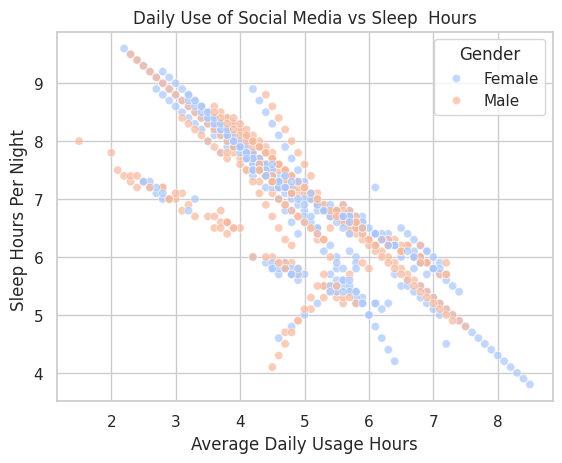 Daily Use of Social Media vs Sleep  Hours
Gender
Female
Male
Sleep Hours Per Night
9
8
7
6
5
4
2
3
4
5
6
7
8
Average Daily Usage Hours